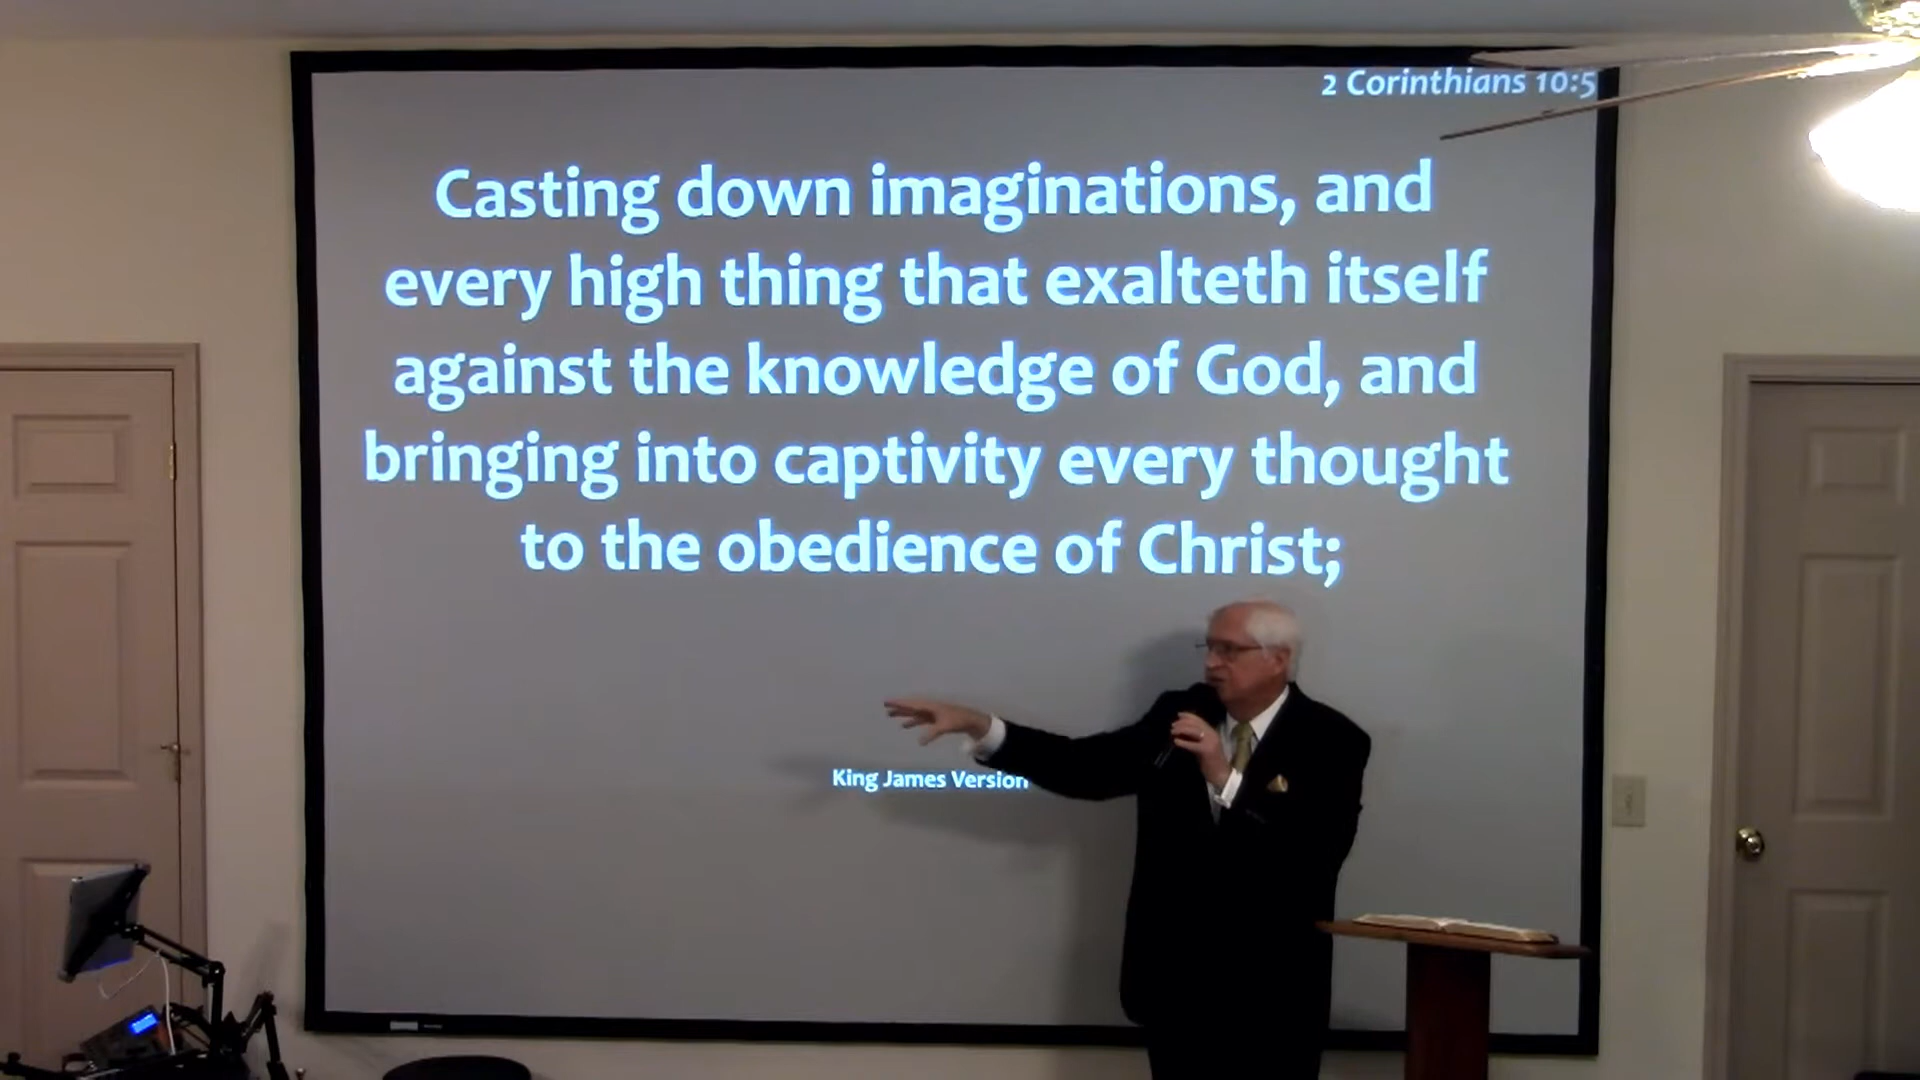 2 Corinthians 10:5
Casting down imaginations, and
every high thing that exalteth itself
against the knowledge of God, and
bringing into captivity every thought
to the obedience of Christ;
King James Version